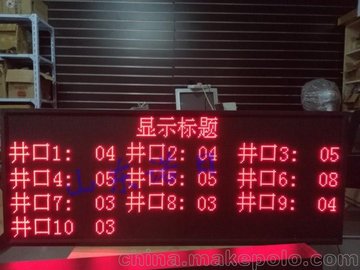 显示标题
井口1: 04 井口2: 04 井口3: 05
井口4: 05 井口5: 05 井口6: 08
井口7: 03 井口8: 03 井口9: 04
井口10 03
china.makepolo.com